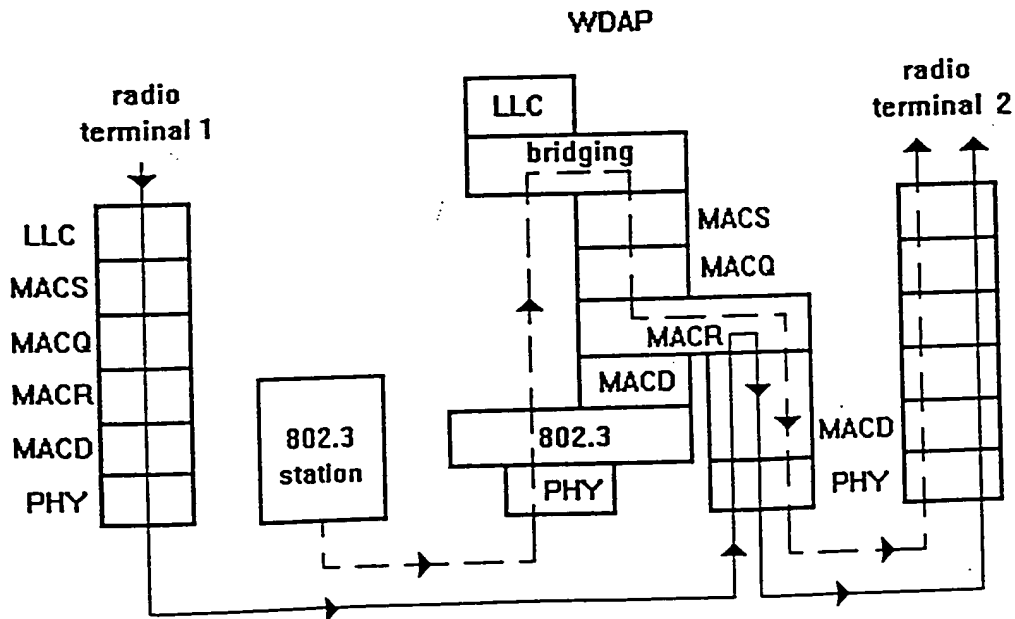 WDAP
radio
terminal 1
LLC
MACS
MACQ
MACR
MACD
PHY
802.3
station
LLC
bridging
MACS
MACQ
MACR
MACD
802.3
PHY
MACD
PHY
radio
terminal 2